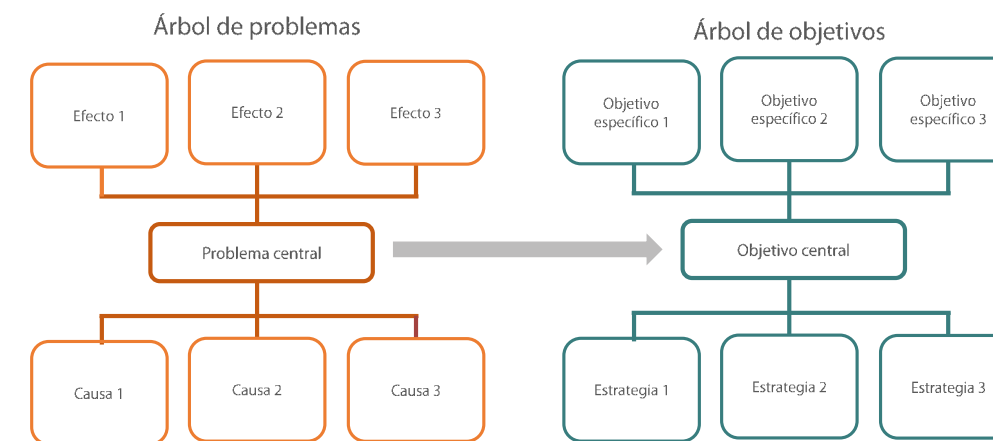 Árbol de problemas
Efecto 1
Efecto 2
Efecto 3
Problema central
Causa 1
Causa 2
Causa 3
Árbol de objetivos
Objetivo
específico 1
Objetivo
específico 2
Objetivo
específico 3
Objetivo central
Estrategia 1
Estrategia 2
Estrategia 3